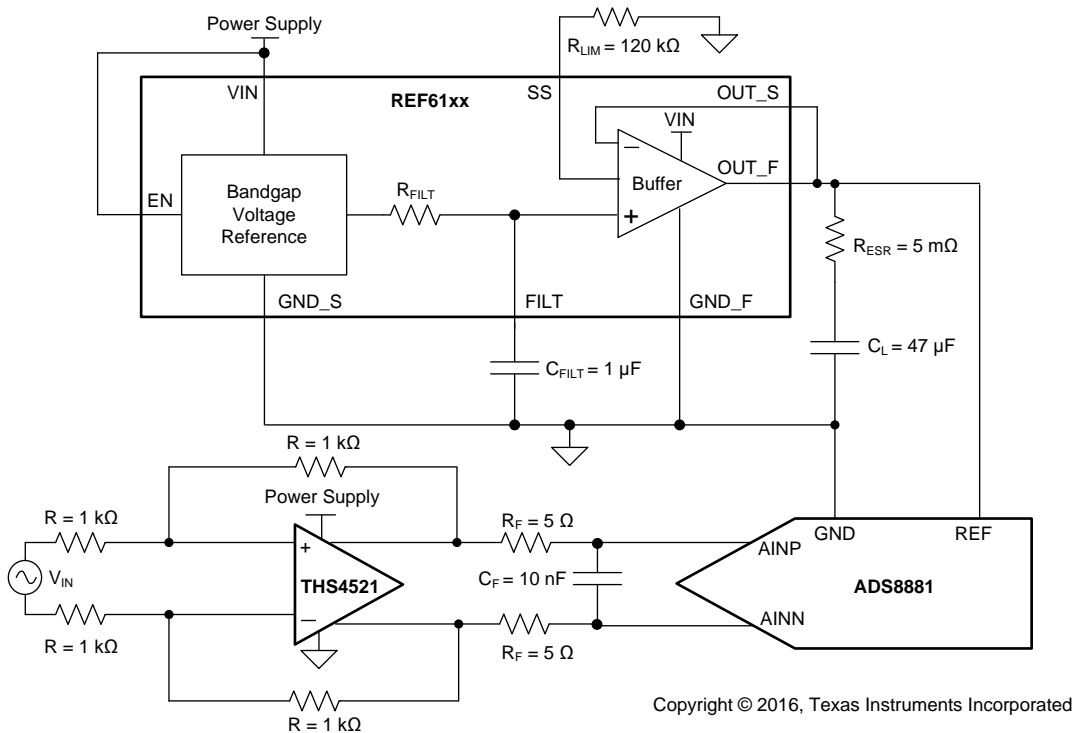 Power Supply
R_LIM = 120 kΩ
VIN
REF61xx
SS
OUT_S
VIN
OUT_F
EN
Bandgap
Voltage
Reference
R_FILT
−
Buffer
+
R_ESR = 5 mΩ
GND_S
FILT
GND_F
C_L = 47 µF
C_FILT = 1 µF
R = 1 kΩ
Power Supply
R = 1 kΩ
R_F = 5 Ω
GND
REF
+
AINP
V_IN
THS4521
C_F = 10 nF
ADS8881
−
AINN
R = 1 kΩ
R_F = 5 Ω
R = 1 kΩ
Copyright © 2016, Texas Instruments Incorporated